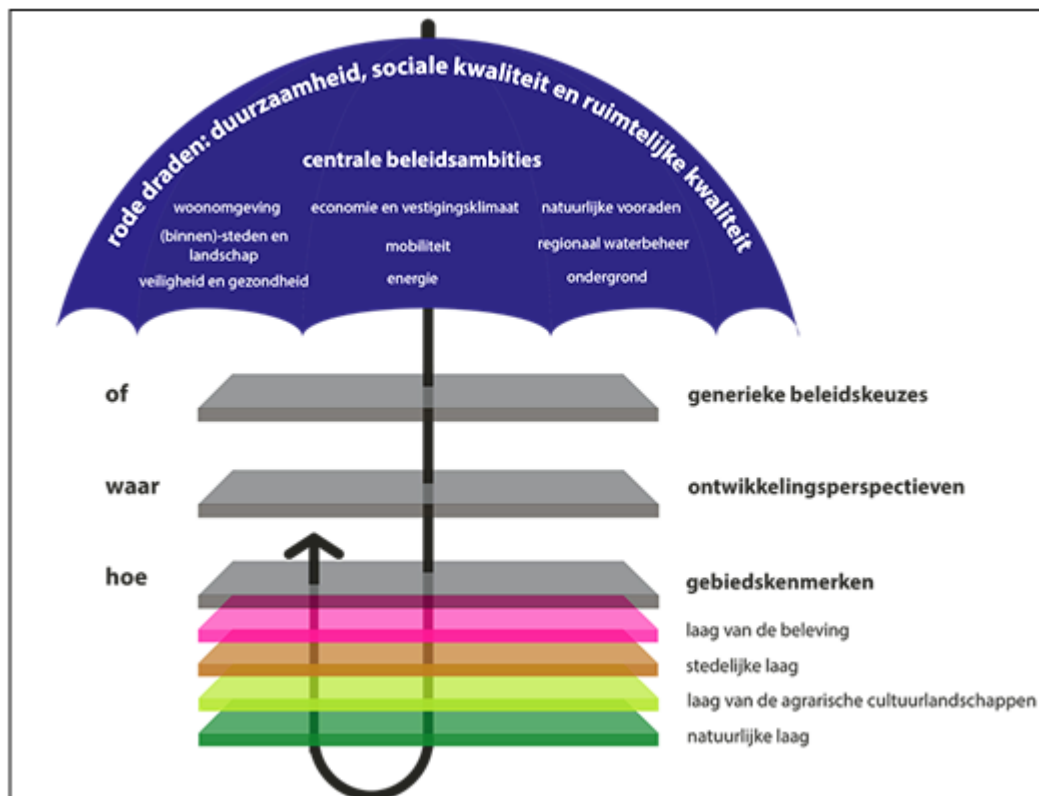 rode draden: duurzaamheid, sociale kwaliteit en ruimtelijke kwaliteit
centrale beleidsambities
woonomgeving
economie en vestigingsklimaat
natuurlijke vooraden
(binnen)-steden en
landschap
mobiliteit
regionaal waterbeheer
veiligheid en gezondheid
energie
ondergrond
of
generieke beleidskeuzes
waar
ontwikkelingsperspectieven
hoe
gebiedskenmerken
laag van de beleving
stedelijke laag
laag van de agrarische cultuurlandschappen
natuurlijke laag